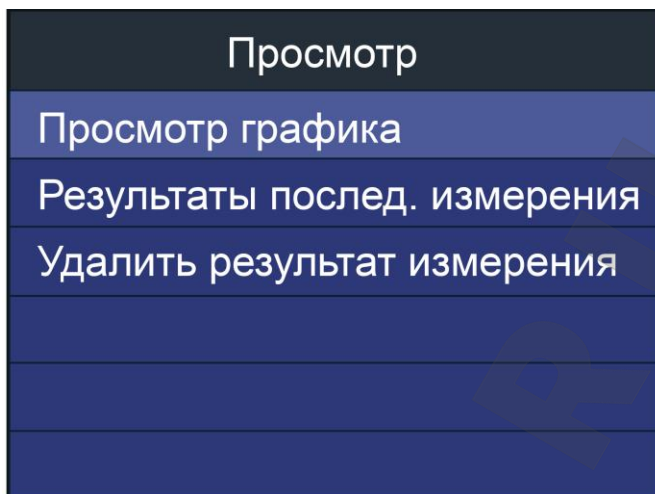 Просмотр
Просмотр графика
Результаты послед. измерения
Удалить результат измерения